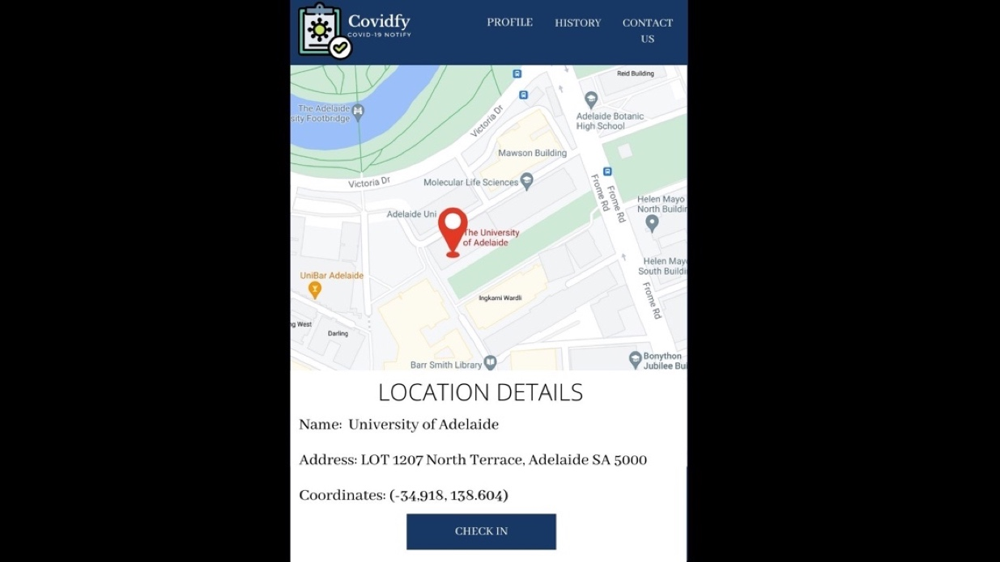 Covidfy
COVID-19 NOTIFY
PROFILE
HISTORY
CONTACT
US
Reid Building
The Adelaide
sity Footbridge
Victoria Dr
Adelaide Botanic
High School
Mawson Building
Victoria Dr
Molecular Life Sciences
Frome Rd
Frome Rd
Helen Mayo
North Buildin
Adelaide Uni
The University
of Adelaide
Helen Mayo
South Buildin
UniBar Adelaide
Ingkarni Wardli
Frome Rd
ng West
Darling
Barr Smith Library
Bonython
Jubilee Bui
LOCATION DETAILS
Name: University of Adelaide
Address: LOT 1207 North Terrace, Adelaide SA 5000
Coordinates: (-34,918, 138.604)
CHECK IN